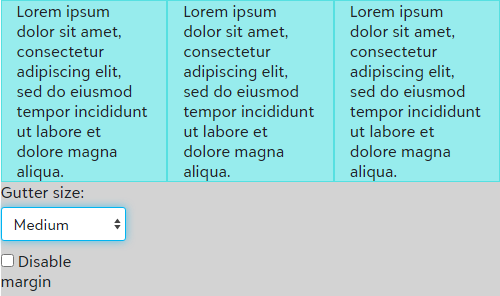 Lorem ipsum
dolor sit amet,
consectetur
adipiscing elit,
sed do eiusmod
tempor incididunt
ut labore et
dolore magna
aliqua.
Lorem ipsum
dolor sit amet,
consectetur
adipiscing elit,
sed do eiusmod
tempor incididunt
ut labore et
dolore magna
aliqua.
Lorem ipsum
dolor sit amet,
consectetur
adipiscing elit,
sed do eiusmod
tempor incididunt
ut labore et
dolore magna
aliqua.
Gutter size:
Medium
Disable
margin